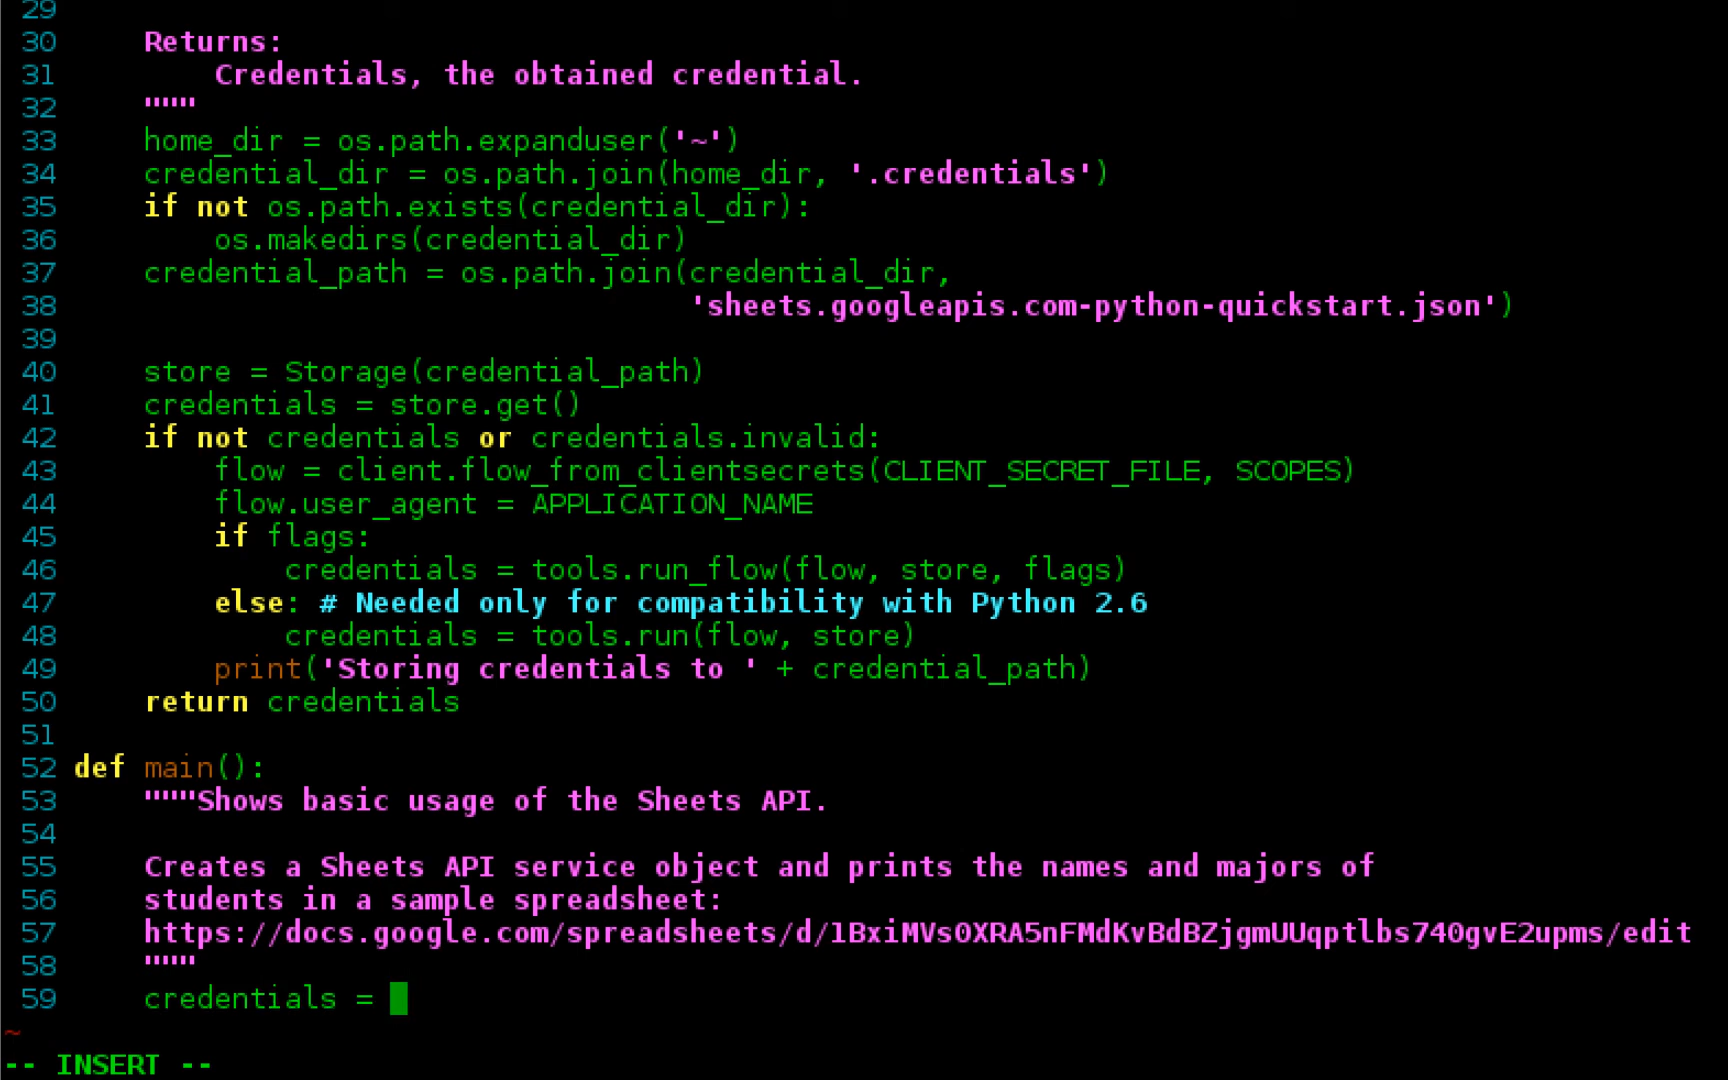 29
30     Returns:
31         Credentials, the obtained credential.
32     """
33     home_dir = os.path.expanduser('~')
34     credential_dir = os.path.join(home_dir, '.credentials')
35     if not os.path.exists(credential_dir):
36         os.makedirs(credential_dir)
37     credential_path = os.path.join(credential_dir,
38                                    'sheets.googleapis.com-python-quickstart.json')
39
40     store = Storage(credential_path)
41     credentials = store.get()
42     if not credentials or credentials.invalid:
43         flow = client.flow_from_clientsecrets(CLIENT_SECRET_FILE, SCOPES)
44         flow.user_agent = APPLICATION_NAME
45         if flags:
46             credentials = tools.run_flow(flow, store, flags)
47         else: # Needed only for compatibility with Python 2.6
48             credentials = tools.run(flow, store)
49         print('Storing credentials to ' + credential_path)
50     return credentials
51
52 def main():
53     """Shows basic usage of the Sheets API.
54
55     Creates a Sheets API service object and prints the names and majors of
56     students in a sample spreadsheet:
57     https://docs.google.com/spreadsheets/d/1BxiMVs0XRA5nFMdKvBdBZjgmUUqptlbs740gvE2upms/edit
58     """
59     credentials =
~
-- INSERT --